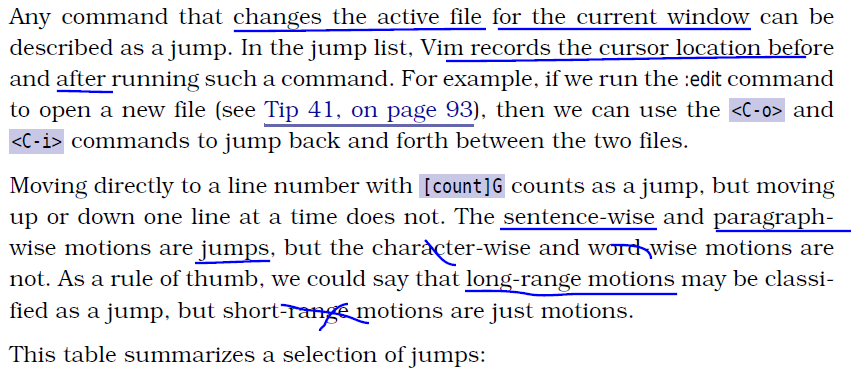 Any command that changes the active file for the current window can be
described as a jump. In the jump list, Vim records the cursor location before
and after running such a command. For example, if we run the :edit command
to open a new file (see Tip 41, on page 93), then we can use the <C-o> and
<C-i> commands to jump back and forth between the two files.
Moving directly to a line number with [count]G counts as a jump, but moving
up or down one line at a time does not. The sentence-wise and paragraph-
wise motions are jumps, but the character-wise and word-wise motions are
not. As a rule of thumb, we could say that long-range motions may be classi-
fied as a jump, but short-range motions are just motions.
This table summarizes a selection of jumps: